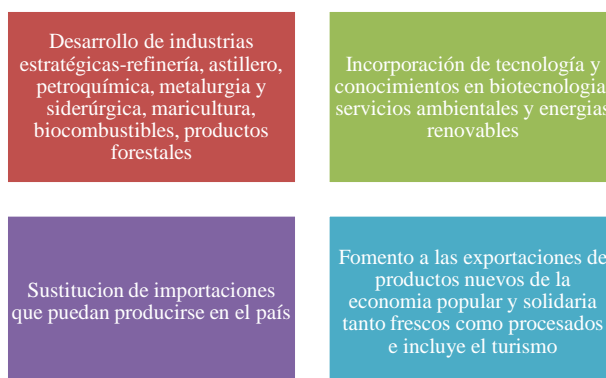 Desarrollo de industrias
estratégicas-refinería, astillero,
petroquímica, metalurgia y
siderúrgica, maricultura,
biocombustibles, productos
forestales
Incorporación de tecnología y
conocimientos en biotecnologia
servicios ambientales y energias
renovables
Sustitucion de importaciones
que puedan producirse en el país
Fomento a las exportaciones de
productos nuevos de la
economia popular y solidaria
tanto frescos como procesados
e incluye el turismo